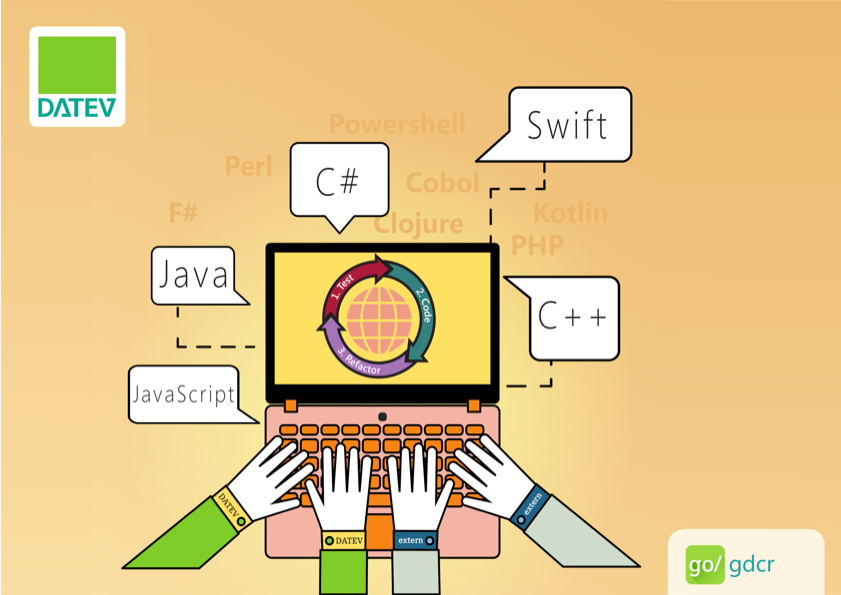 DATEV
Powershell
Swift
Perl
C#
Cobol
F#
Clojure
Kotlin
PHP
Java
1. Test
2. Code
3. Refactor
C++
JavaScript
DATEV
DATEV
extern
extern
go/ gdcr